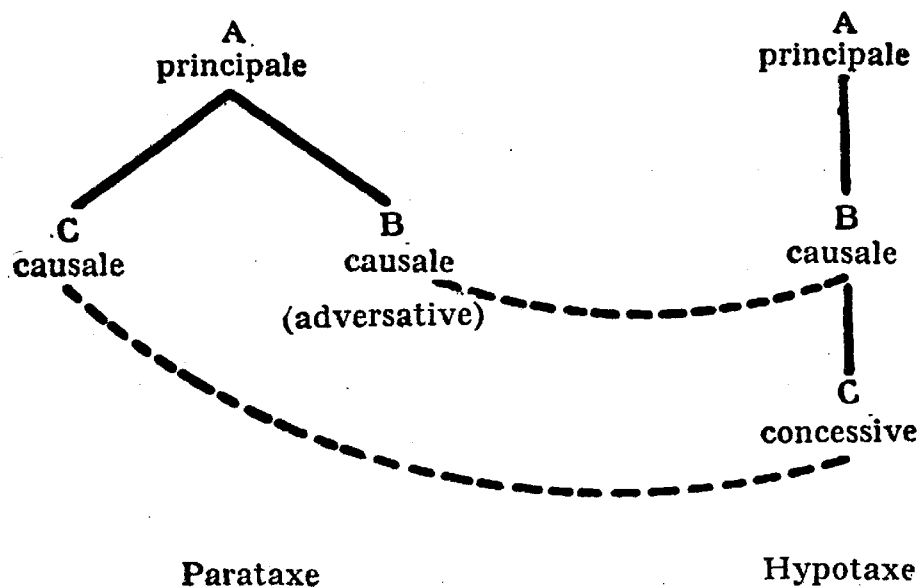 A
principale
C
causale
B
causale
(adversative)
Parataxe
A
principale
B
causale
C
concessive
Hypotaxe